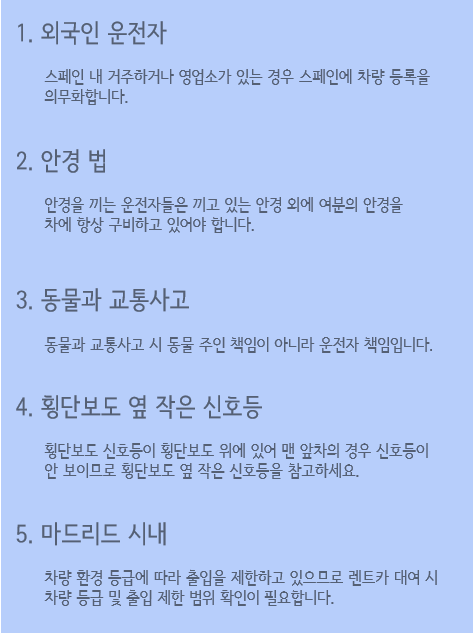 1. 외국인 운전자
스페인 내 거주하거나 영업소가 있는 경우 스페인에 차량 등록을
의무화합니다.
2. 안경 법
안경을 끼는 운전자들은 끼고 있는 안경 외에 여분의 안경을
차에 항상 구비하고 있어야 합니다.
3. 동물과 교통사고
동물과 교통사고 시 동물 주인 책임이 아니라 운전자 책임입니다.
4. 횡단보도 옆 작은 신호등
횡단보도 신호등이 횡단보도 위에 있어 맨 앞차의 경우 신호등이
안 보이므로 횡단보도 옆 작은 신호등을 참고하세요.
5. 마드리드 시내
차량 환경 등급에 따라 출입을 제한하고 있으므로 렌트카 대여 시
차량 등급 및 출입 제한 범위 확인이 필요합니다.